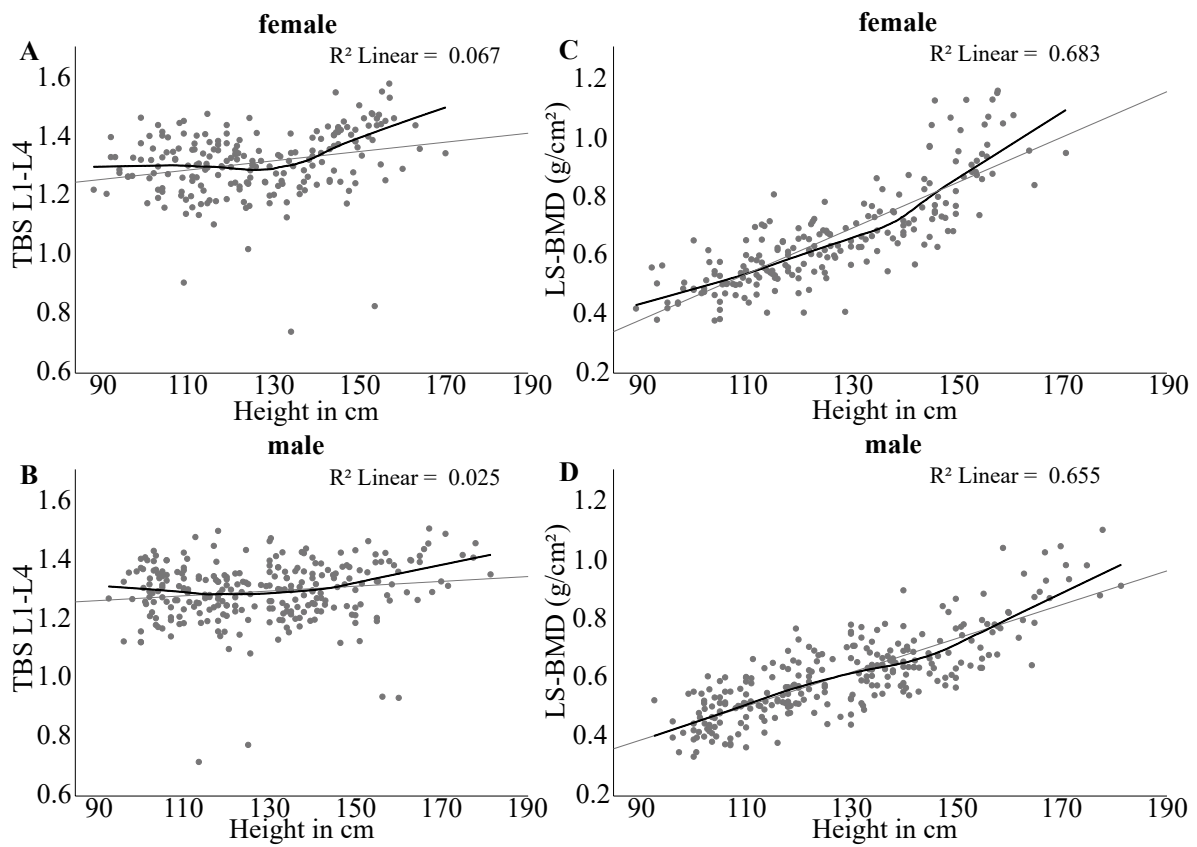 female
A
R² Linear = 0.067
TBS L1-L4
1.6
1.4
1.2
1.0
0.8
0.6
90 110 130 150 170 190
Height in cm
female
C
R² Linear = 0.683
LS-BMD (g/cm²)
1.2
1.0
0.8
0.6
0.4
0.2
90 110 130 150 170 190
Height in cm
male
B
R² Linear = 0.025
TBS L1-L4
1.6
1.4
1.2
1.0
0.8
0.6
90 110 130 150 170 190
Height in cm
male
D
R² Linear = 0.655
LS-BMD (g/cm²)
1.2
1.0
0.8
0.6
0.4
0.2
90 110 130 150 170 190
Height in cm